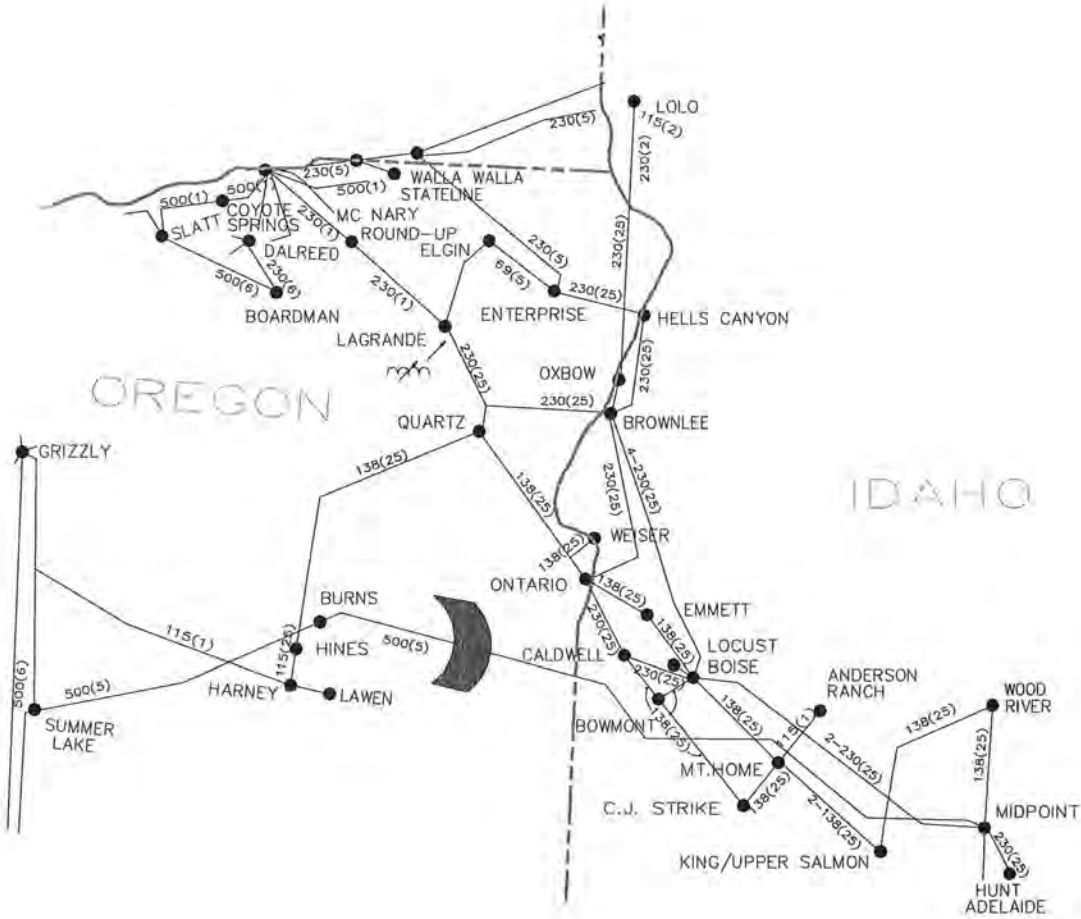 LOLO
115(2)
230(5)
230(2)
230(5)
500(1)
WALLA WALLA
STATELINE
500(1)
500(1)
COYOTE
SPRINGS
MC NARY
SLATT
230(1)
ROUND-UP
DALREED
ELGIN
230(5)
230(25)
500(6)
230(6)
BOARDMAN
230(1)
69(5)
ENTERPRISE
230(25)
HELLS CANYON
LAGRANDE
230(25)
OXBOW
230(25)
OREGON
QUARTZ
230(25)
BROWNLEE
GRIZZLY
138(25)
138(25)
230(25)
4-230(25)
IDAHO
WEISER
138(25)
ONTARIO
138(25)
BURNS
EMMETT
115(1)
115(25)
HINES
500(5)
230(25)
138(25)
LOCUST
BOISE
CALDWELL
230(25)
ANDERSON
RANCH
WOOD
RIVER
500(6)
500(5)
HARNEY
LAWEN
SUMMER
LAKE
BOWMONT
138(25)
138(25)
115(1)
2-230(25)
138(25)
138(25)
MT.HOME
C.J. STRIKE
138(25)
2-138(25)
MIDPOINT
KING/UPPER SALMON
230(25)
HUNT
ADELAIDE